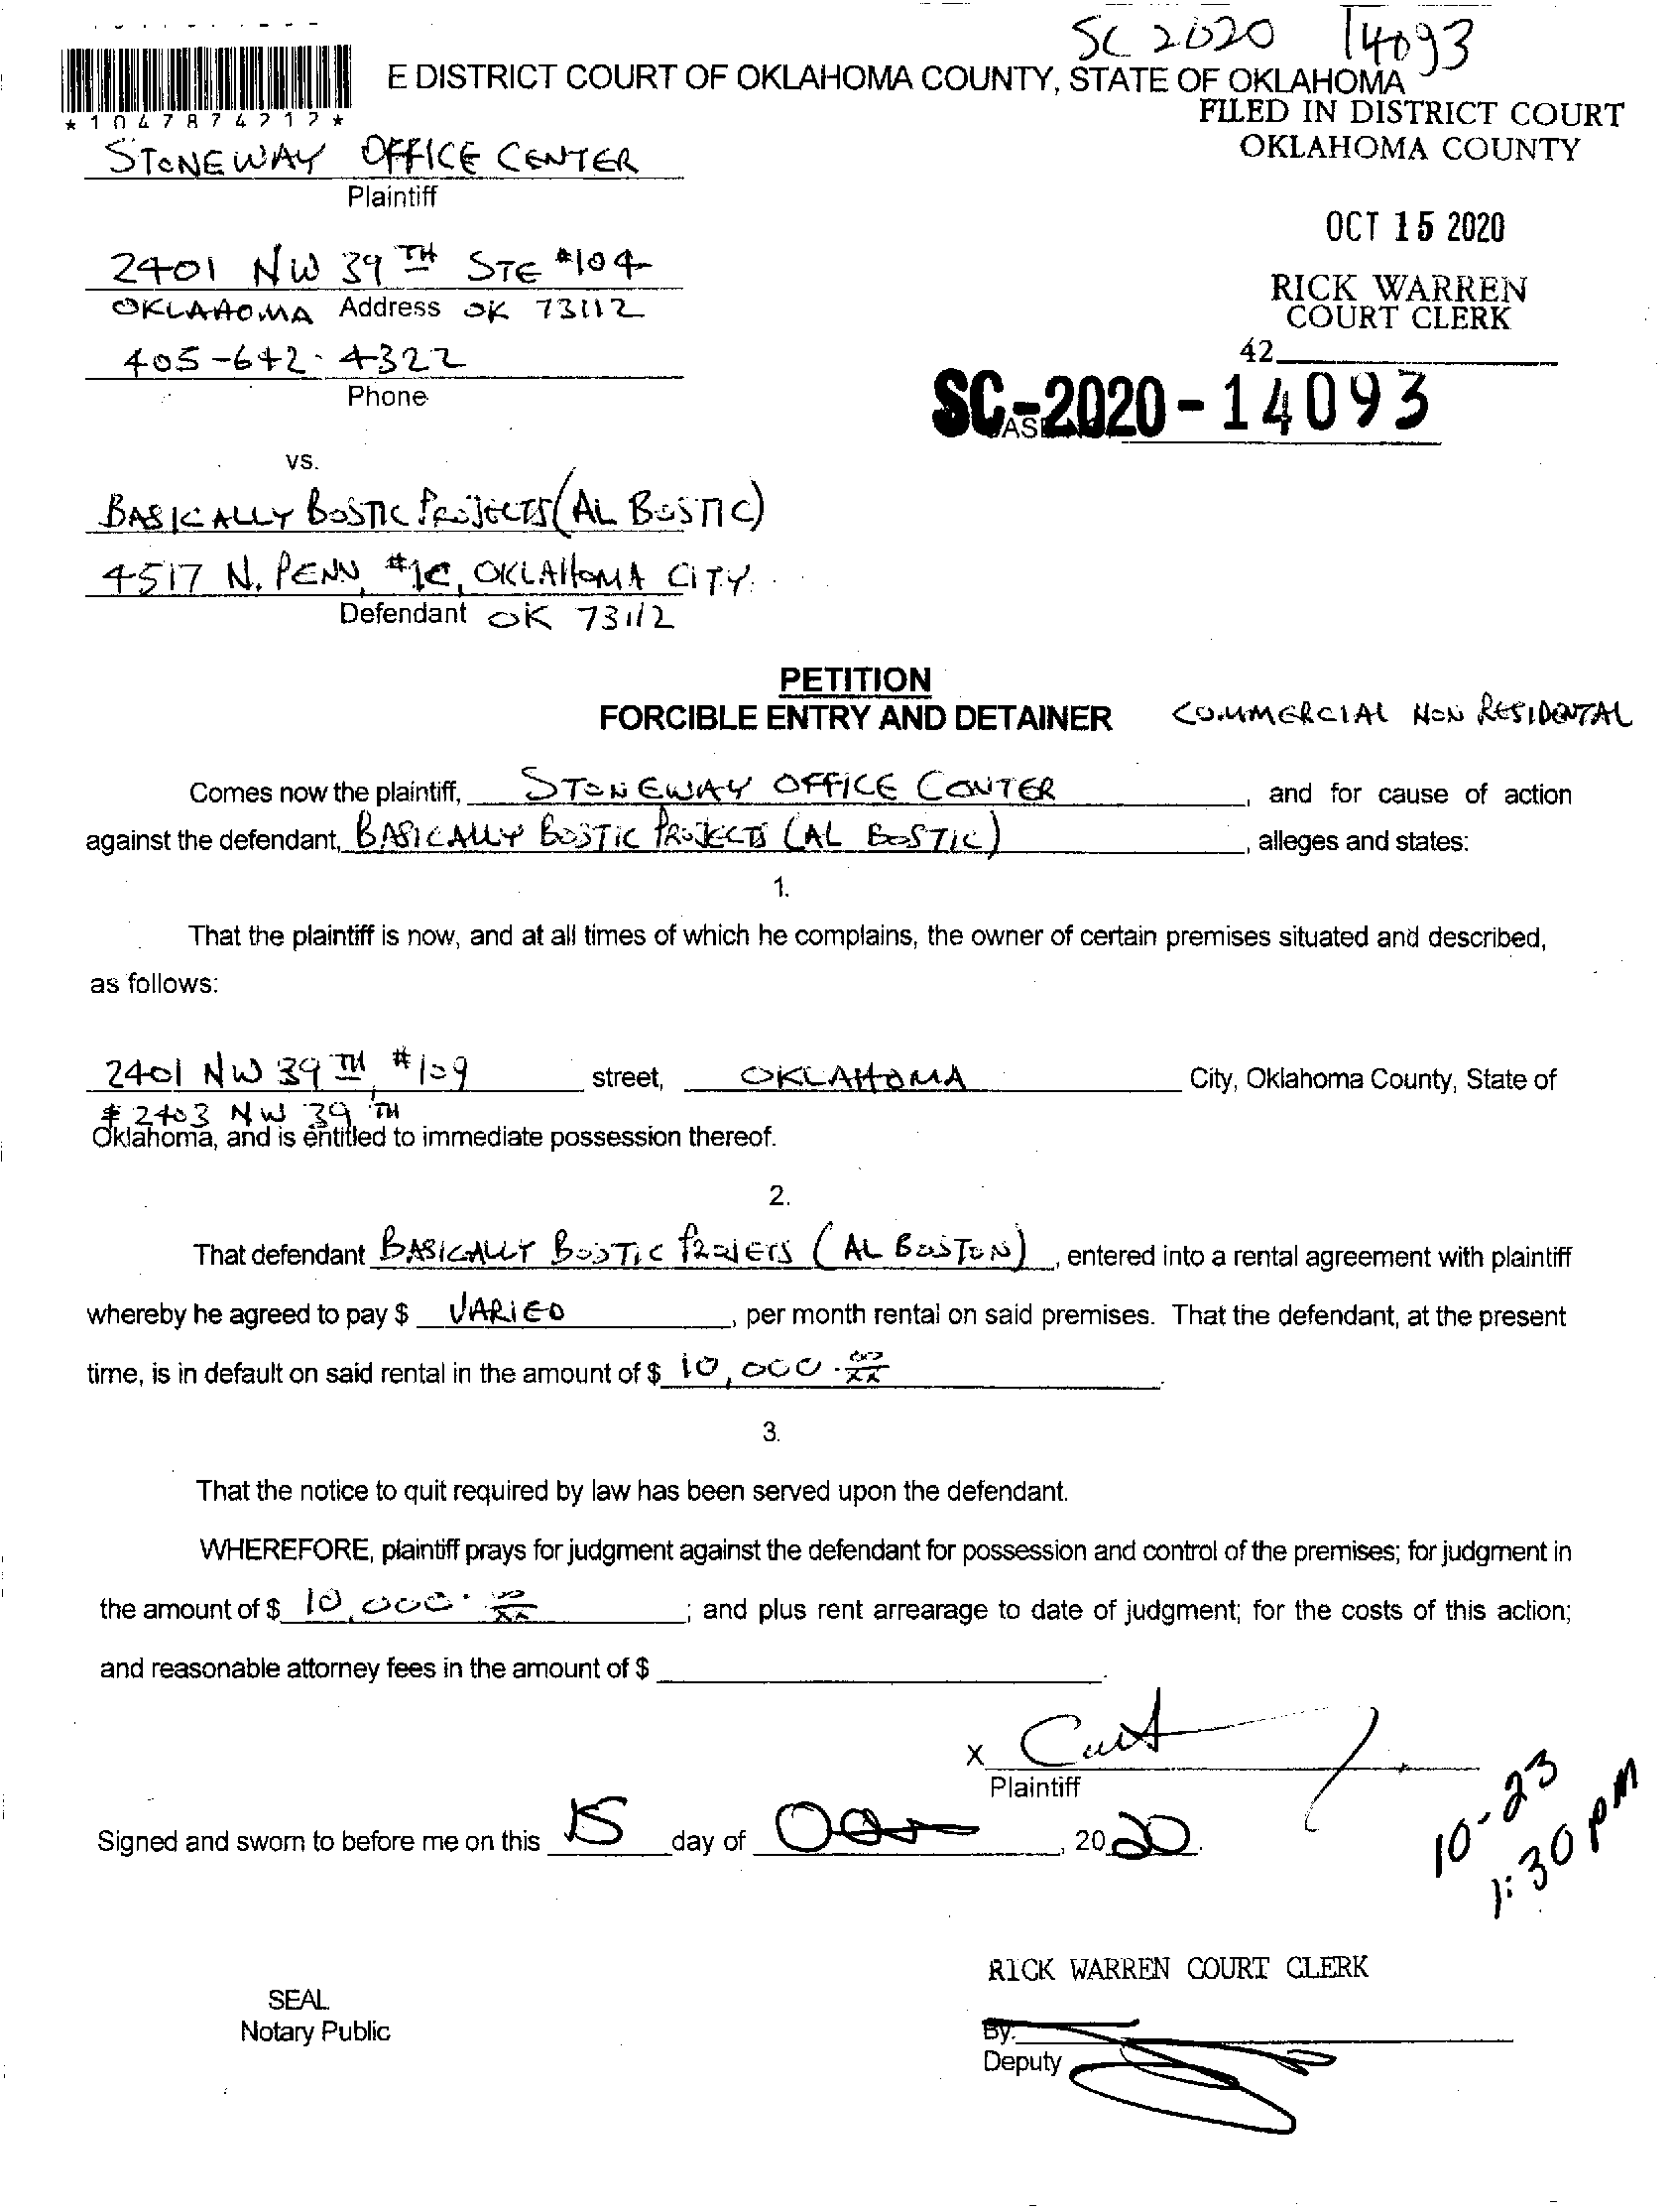 SC 2020 14093
E DISTRICT COURT OF OKLAHOMA COUNTY, STATE OF OKLAHOMA
*1047874212*
FILED IN DISTRICT COURT
OKLAHOMA COUNTY
STONEWAY OFFICE CENTER
Plaintiff
OCT 15 2020
2401 NW 39TH STE #104
RICK WARREN
COURT CLERK
OKLAHOMA Address OK 73112
42
405-642-4322
Phone
SC-2020-14093
VS.
BASICALLY BOSTIC PROJECTS (AL BOSTIC)
4517 N. PENN, #1C, OKLAHOMA CITY
Defendant OK 73112
PETITION
FORCIBLE ENTRY AND DETAINER COMMERCIAL NON RESIDENTAL
Comes now the plaintiff, STONEWAY OFFICE CENTER, and for cause of action
against the defendant, BASICALLY BOSTIC PROJECTS (AL BOSTIC), alleges and states:
1.
That the plaintiff is now, and at all times of which he complains, the owner of certain premises situated and described,
as follows:
2401 NW 39TH, #109 street, OKLAHOMA City, Oklahoma County, State of
& 2403 NW 39TH
Oklahoma, and is entitled to immediate possession thereof.
2.
That defendant BASICALLY BOSTIC PROJETS (AL BOSTON), entered into a rental agreement with plaintiff
whereby he agreed to pay $ VARIED, per month rental on said premises. That the defendant, at the present
time, is in default on said rental in the amount of $ 10,000.00/xx.
3.
That the notice to quit required by law has been served upon the defendant.
WHEREFORE, plaintiff prays for judgment against the defendant for possession and control of the premises; for judgment in
the amount of $ 10,000.00/xx; and plus rent arrearage to date of judgment; for the costs of this action;
and reasonable attorney fees in the amount of $
X
Plaintiff
10-23
1:30 PM
Signed and sworn to before me on this 15 day of , 2020.
RICK WARREN COURT CLERK
SEAL
Notary Public
By:
Deputy